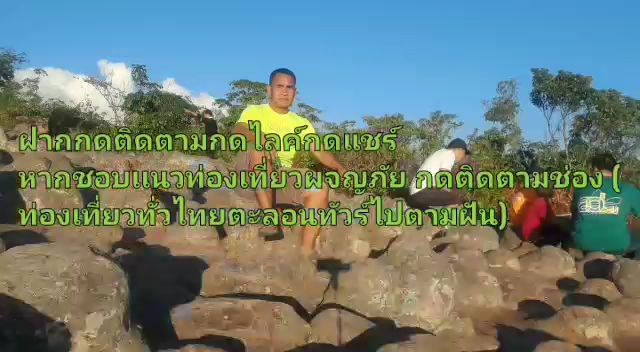 ฝากกดติดตามกดไลค์กดแชร์
หากชอบแนวท่องเที่ยวผจญภัย กดติดตามช่อง (
ท่องเที่ยวทั่วไทยตะลอนทัวร์ไปตามฝัน)